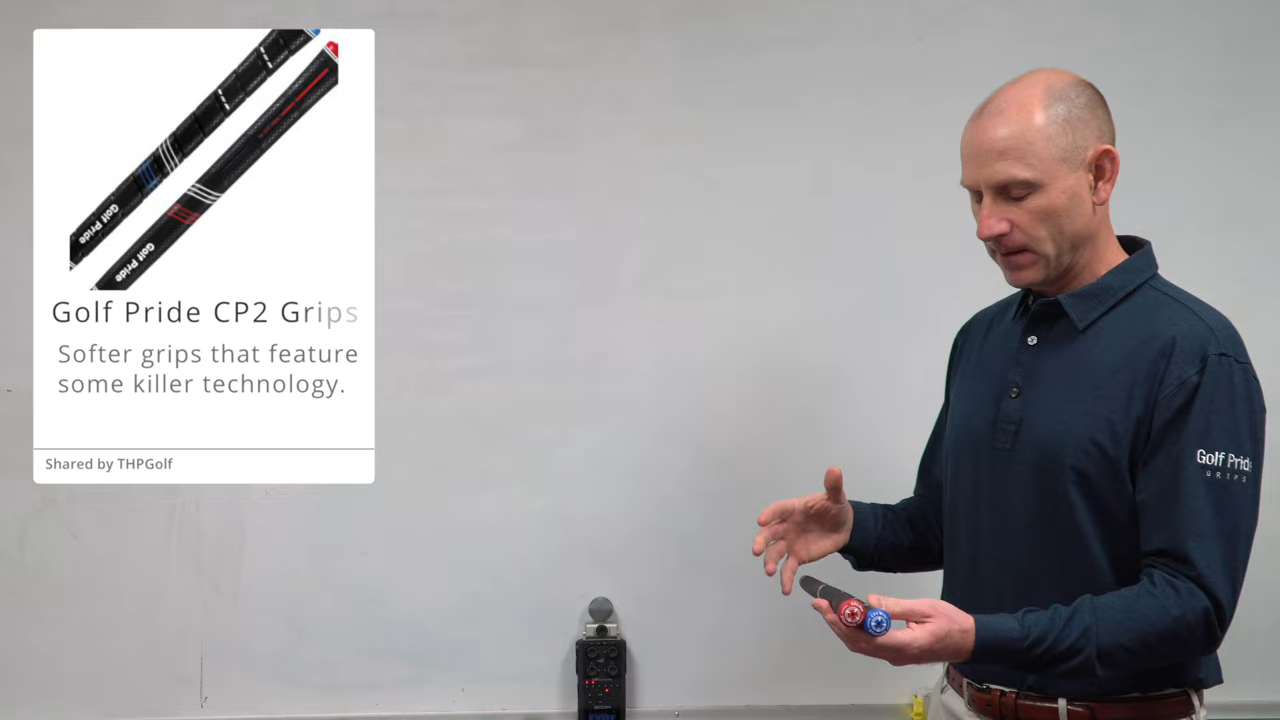 Golf Pride
Golf Pride
Golf Pride CP2 Grips
Softer grips that feature
some killer technology.
Shared by THPGolf
Golf Pride
GRIPS